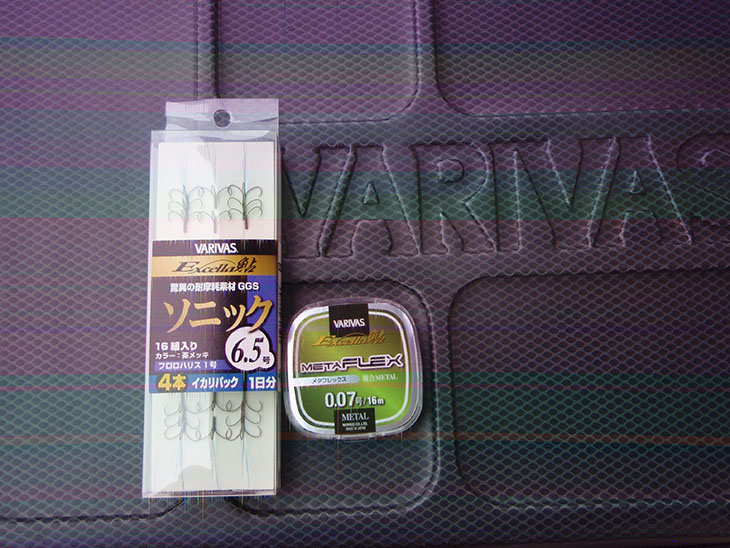 VARIVAS
VARIVAS
Excella鮎
驚異の耐摩耗素材 GGS
ソニック
16組入り
6.5号
カラー：茶メッキ
フロロハリス1号
4本 イカリパック 1日分
VARIVAS
Excella鮎
METAFLEX
メタフレックス 複合METAL
0.07号/16m
METAL
MORRIS CO.,LTD.
MADE IN JAPAN